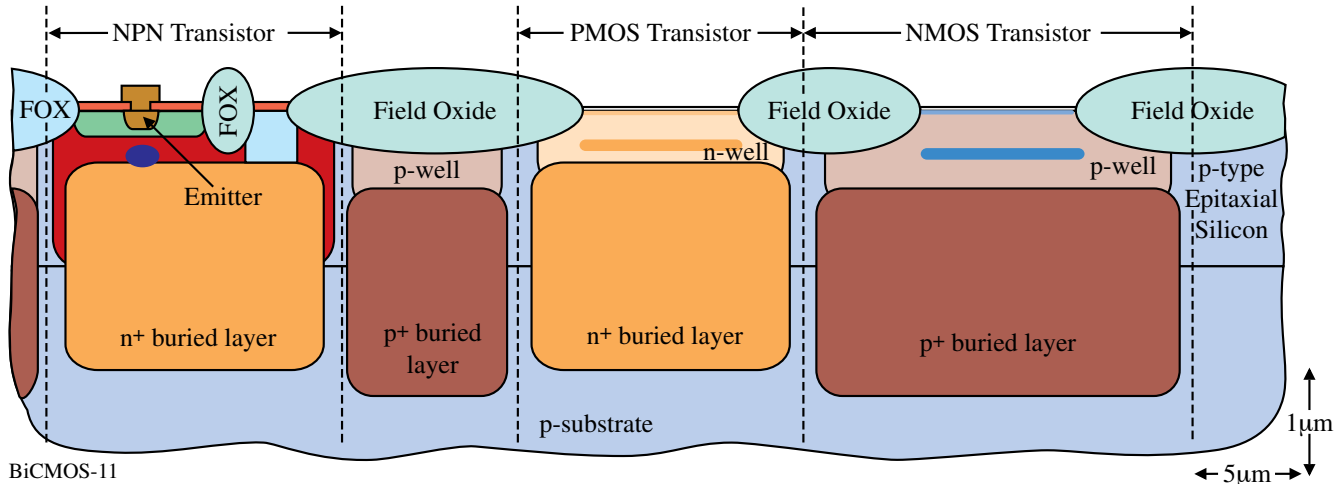 NPN Transistor
PMOS Transistor
NMOS Transistor
FOX
FOX
Field Oxide
Field Oxide
Field Oxide
Emitter
p-well
n-well
p-well
p-type
Epitaxial
Silicon
n+ buried layer
p+ buried
layer
n+ buried layer
p+ buried layer
p-substrate
1μm
5μm
BiCMOS-11